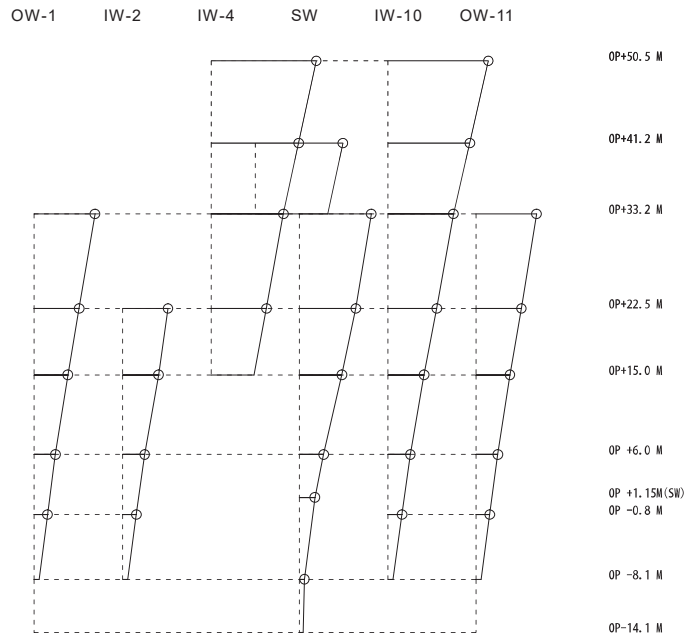 OW-1 IW-2 IW-4 SW IW-10 OW-11
OP+50.5 M
OP+41.2 M
OP+33.2 M
OP+22.5 M
OP+15.0 M
OP +6.0 M
OP +1.15M(SW)
OP -0.8 M
OP -8.1 M
OP-14.1 M